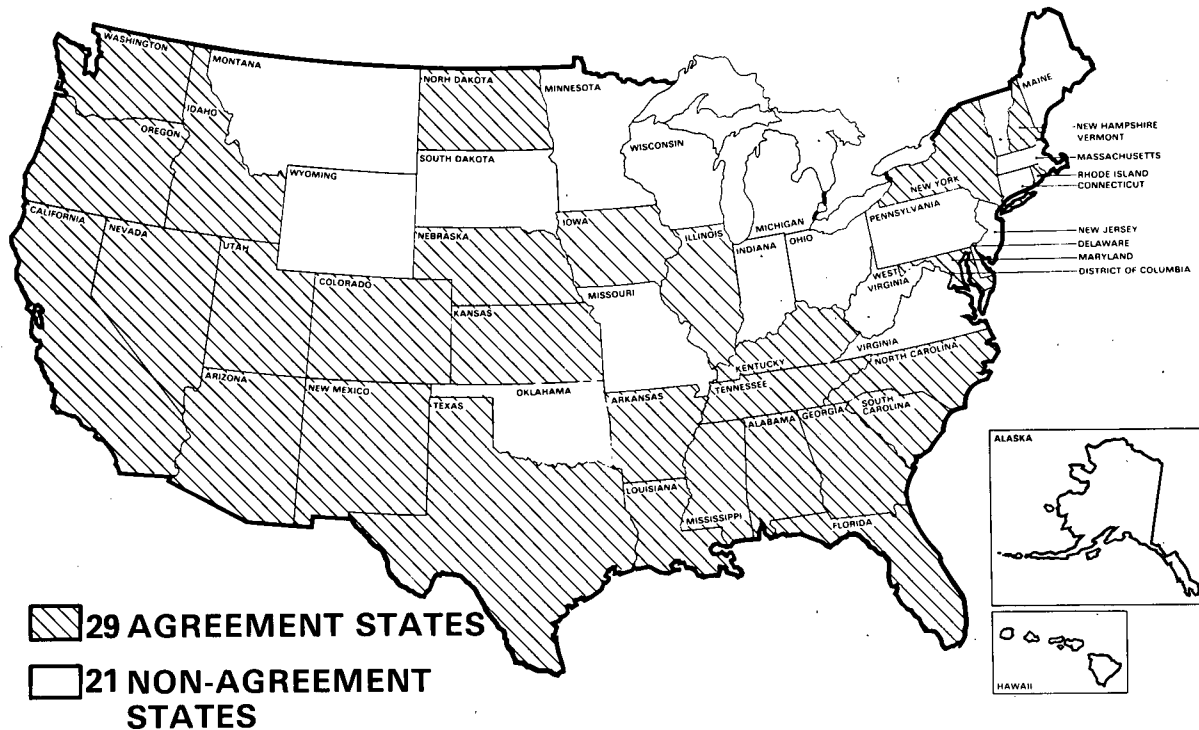 WASHINGTON
MONTANA
NORH DAKOTA
MINNESOTA
MAINE
IDAHO
OREGON
NEW HAMPSHIRE
VERMONT
WISCONSIN
SOUTH DAKOTA
MASSACHUSETTS
WYOMING
RHODE ISLAND
CONNECTICUT
NEW YORK
CALIFORNIA
NEVADA
IOWA
MICHIGAN
PENNSYLVANIA
NEBRASKA
ILLINOIS
NEW JERSEY
UTAH
INDIANA
OHIO
DELAWARE
MARYLAND
WEST
VIRGINIA
DISTRICT OF COLUMBIA
COLORADO
MISSOURI
KANSAS
VIRGINIA
KENTUCKY
NORTH CAROLINA
ARIZONA
NEW MEXICO
OKLAHOMA
TENNESSEE
TEXAS
ARKANSAS
SOUTH
CAROLINA
ALABAMA
GEORGIA
ALASKA
LOUISIANA
MISSISSIPPI
FLORIDA
29 AGREEMENT STATES
21 NON-AGREEMENT
STATES
HAWAII